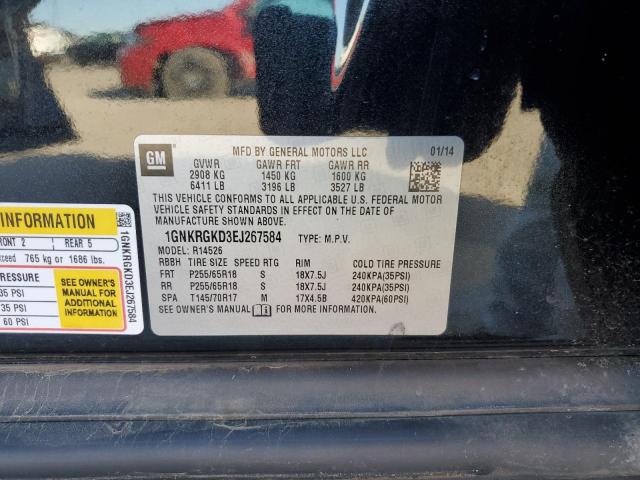 GM
MFD BY GENERAL MOTORS LLC 01/14
GVWR GAWR FRT GAWR RR
2908 KG 1450 KG 1600 KG
6411 LB 3196 LB 3527 LB
THIS VEHICLE CONFORMS TO ALL APPLICABLE U.S. FEDERAL MOTOR
VEHICLE SAFETY STANDARDS IN EFFECT ON THE DATE OF
MANUFACTURE SHOWN ABOVE.
1GNKRGKD3EJ267584 TYPE: M.P.V.
MODEL: R14526
RBBH TIRE SIZE SPEED RTG RIM COLD TIRE PRESSURE
FRT P255/65R18 S 18X7.5J 240KPA(35PSI)
RR P255/65R18 S 18X7.5J 240KPA(35PSI)
SPA T145/70R17 M 17X4.5B 420KPA(60PSI)
SEE OWNER'S MANUAL i FOR MORE INFORMATION.
INFORMATION
FRONT 2 REAR 5
exceed 765 kg or 1686 lbs.
PRESSURE
35 PSI
35 PSI
60 PSI
SEE OWNER'S
MANUAL FOR
ADDITIONAL
INFORMATION
1GNKRGKD3EJ267584